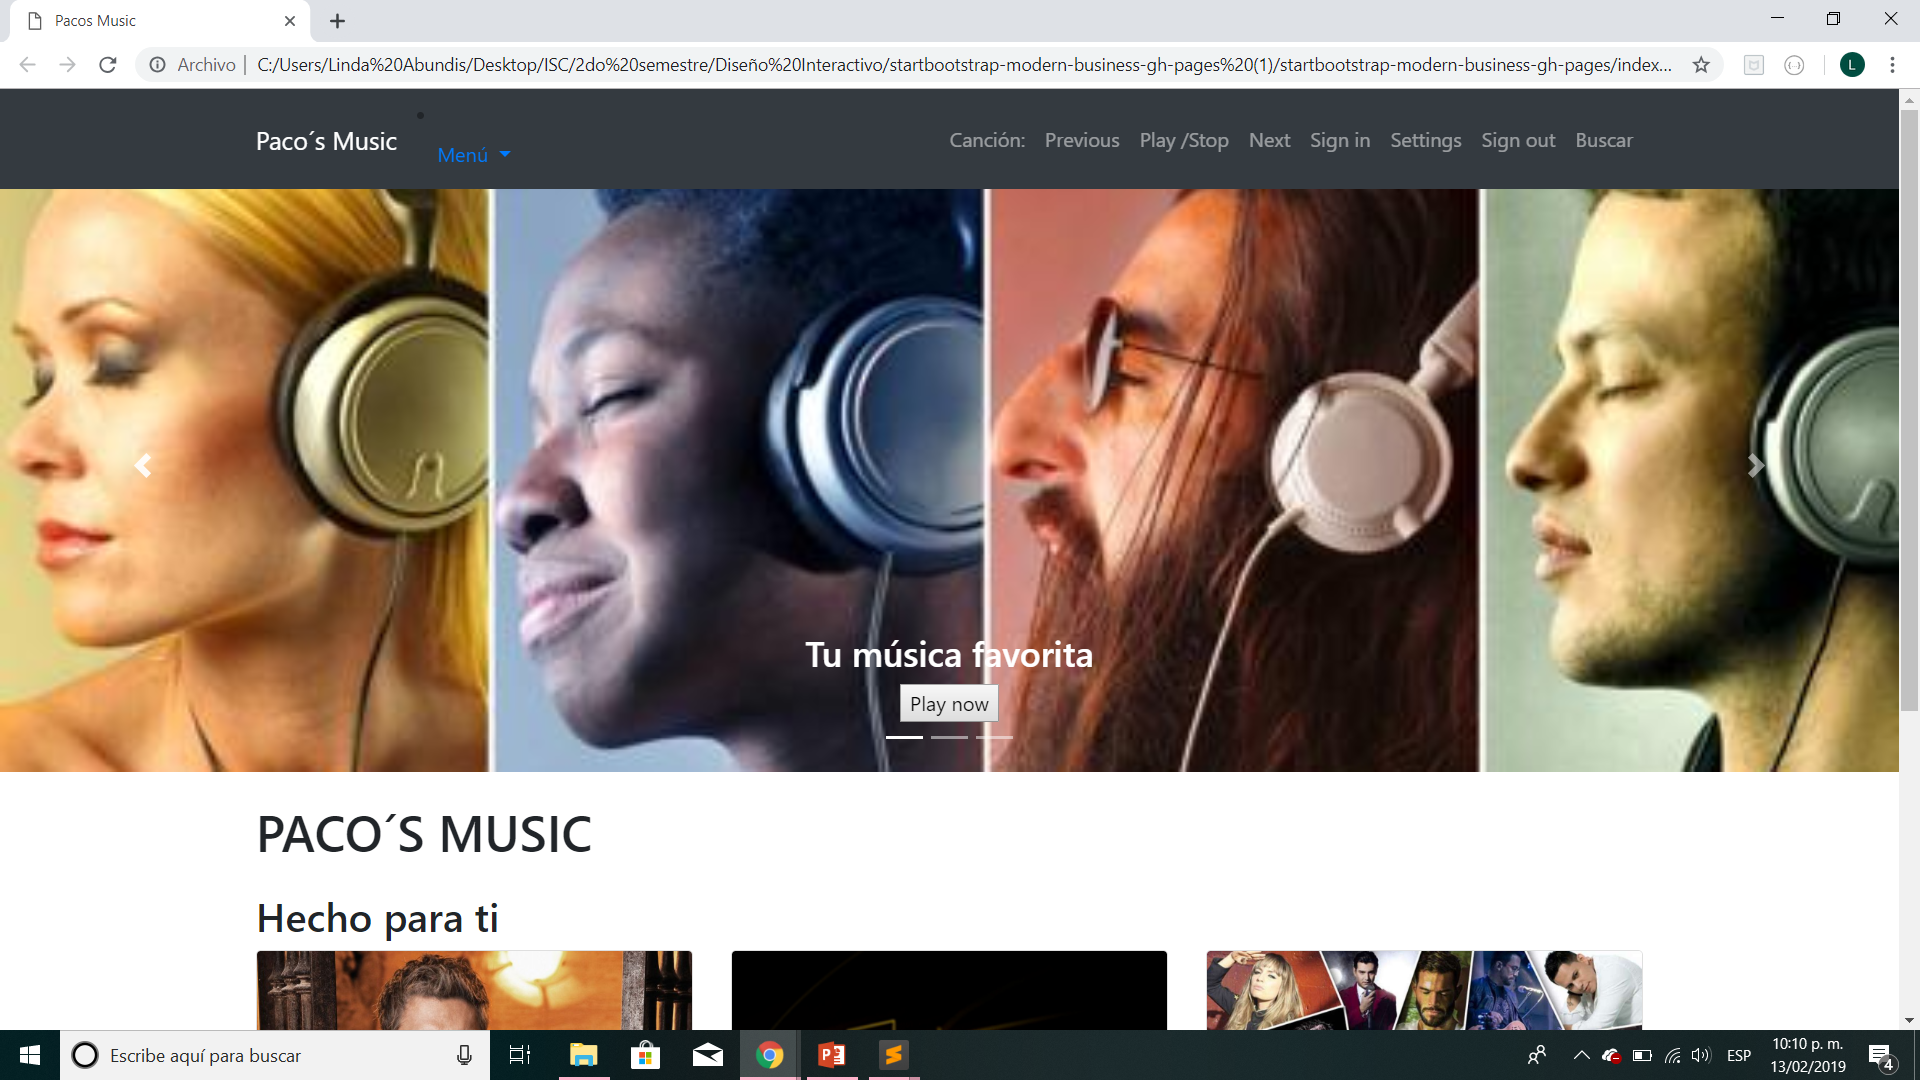 Pacos Music
Archivo | C:/Users/Linda%20Abundis/Desktop/ISC/2do%20semestre/Diseño%20Interactivo/startbootstrap-modern-business-gh-pages%20(1)/startbootstrap-modern-business-gh-pages/index...
L
Paco´s Music
Menú
Canción: Previous Play /Stop Next Sign in Settings Sign out Buscar
Tu música favorita
Play now
PACO´S MUSIC
Hecho para ti
Escribe aquí para buscar
ESP
10:10 p. m.
13/02/2019
4